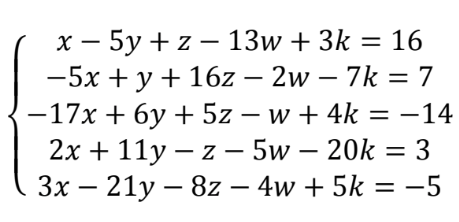 x − 5y + z − 13w + 3k = 16
−5x + y + 16z − 2w − 7k = 7
−17x + 6y + 5z − w + 4k = −14
2x + 11y − z − 5w − 20k = 3
3x − 21y − 8z − 4w + 5k = −5